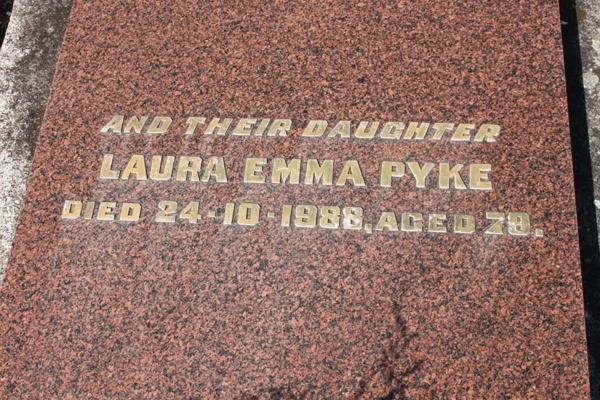 AND THEIR DAUGHTER
LAURA EMMA PYKE
DIED 24-10-1988, AGED 79.